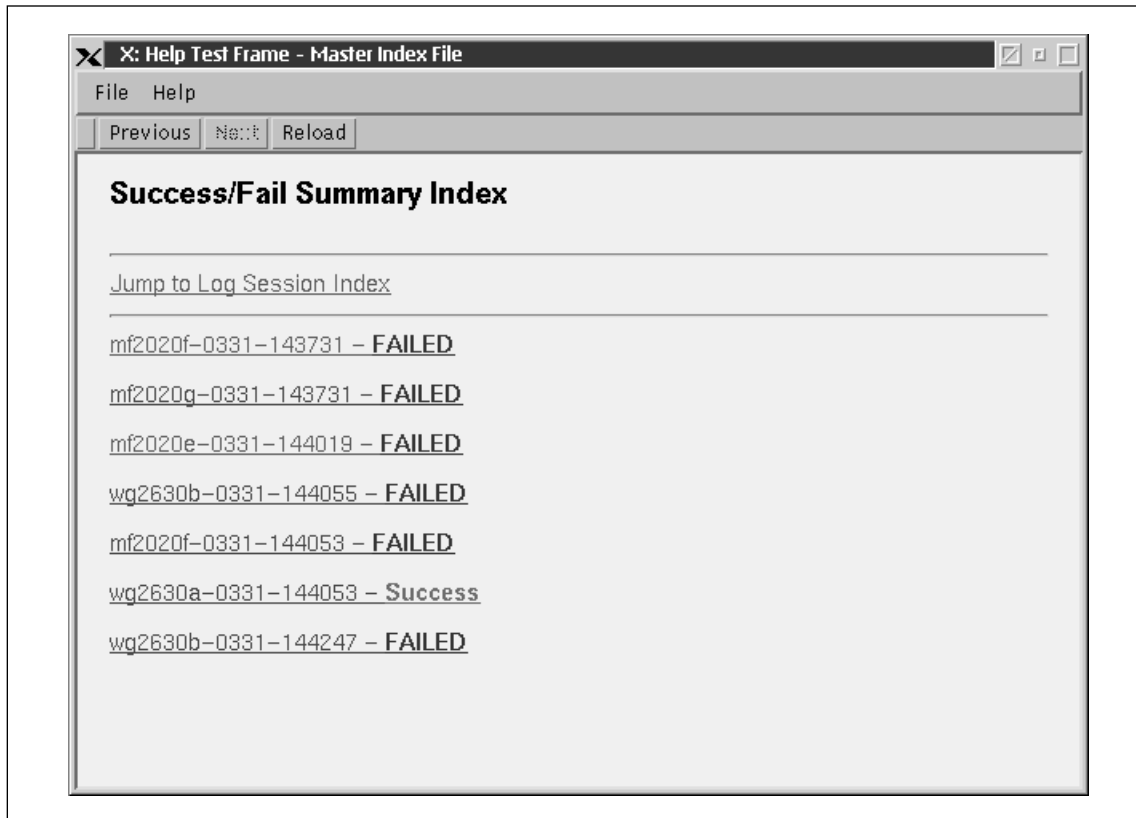 X: Help Test Frame - Master Index File
File Help
Previous Next Reload
Success/Fail Summary Index
Jump to Log Session Index
mf2020f-0331-143731 - FAILED
mf2020g-0331-143731 - FAILED
mf2020e-0331-144019 - FAILED
wg2630b-0331-144055 - FAILED
mf2020f-0331-144053 - FAILED
wg2630a-0331-144053 - Success
wg2630b-0331-144247 - FAILED